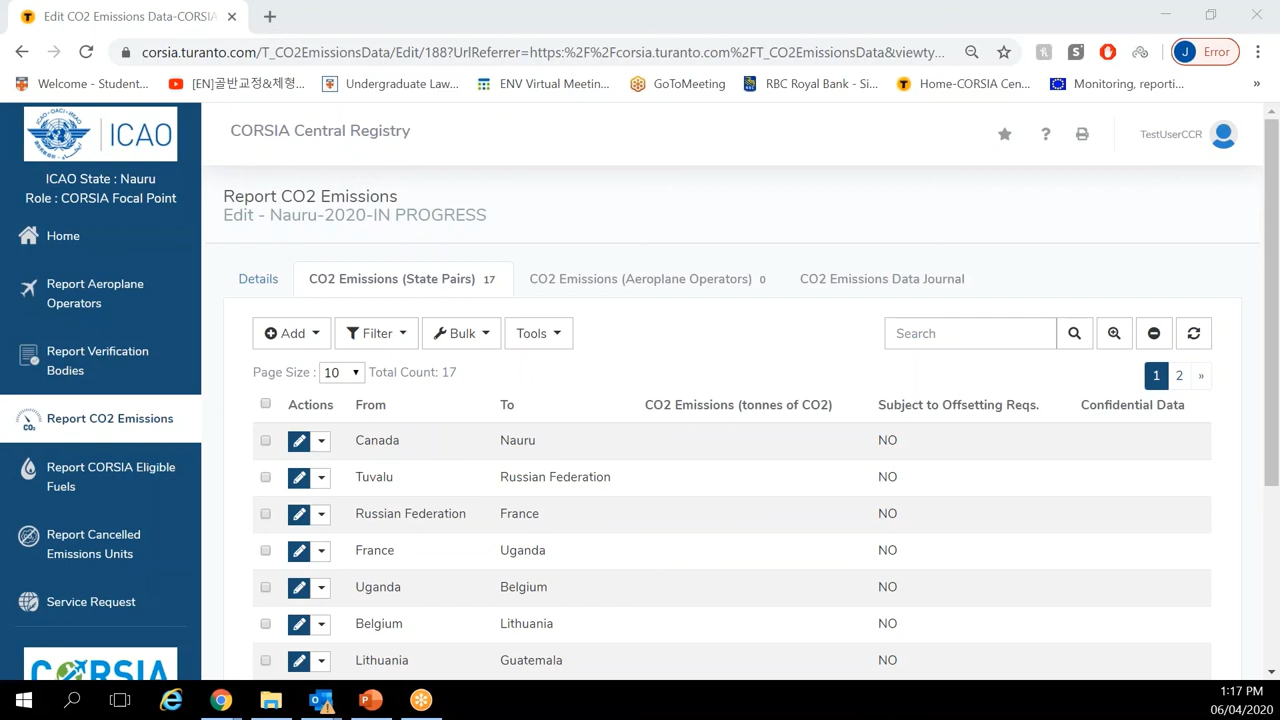 Edit CO2 Emissions Data-CORSIA
corsia.turanto.com/T_CO2EmissionsData/Edit/188?UrlReferrer=https:%2F%2Fcorsia.turanto.com%2FT_CO2EmissionsData&viewty...
J Error
Welcome - Student...
[EN]골반교정&체형...
Undergraduate Law...
ENV Virtual Meetin...
GoToMeeting
RBC Royal Bank - Si...
Home-CORSIA Cen...
Monitoring, reporti...
»
ICAO
ICAO State : Nauru
Role : CORSIA Focal Point
Home
Report Aeroplane
Operators
Report Verification
Bodies
Report CO2 Emissions
Report CORSIA Eligible
Fuels
Report Cancelled
Emissions Units
Service Request
CORSIA
CORSIA Central Registry
TestUserCCR
Report CO2 Emissions
Edit - Nauru-2020-IN PROGRESS
Details
CO2 Emissions (State Pairs) 17
CO2 Emissions (Aeroplane Operators) 0
CO2 Emissions Data Journal
Add Filter Bulk Tools
Search
Page Size : 10 Total Count: 17
1 2 »
Actions From To CO2 Emissions (tonnes of CO2) Subject to Offsetting Reqs. Confidential Data
Canada Nauru NO
Tuvalu Russian Federation NO
Russian Federation France NO
France Uganda NO
Uganda Belgium NO
Belgium Lithuania NO
Lithuania Guatemala NO
1:17 PM
06/04/2020